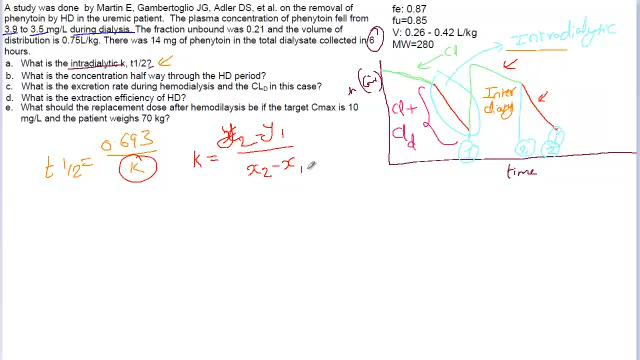 A study was done by Martin E, Gambertoglio JG, Adler DS, et al. on the removal of
phenytoin by HD in the uremic patient. The plasma concentration of phenytoin fell from
3.9 to 3.5 mg/L during dialysis. The fraction unbound was 0.21 and the volume of
distribution is 0.75L/kg. There was 14 mg of phenytoin in the total dialysate collected in 6
hours.
a. What is the intradialytic k, t1/2?
b. What is the concentration half way through the HD period?
c. What is the excretion rate during hemodialysis and the CLD in this case?
d. What is the extraction efficiency of HD?
e. What should the replacement dose after hemodilaysis be if the target Cmax is 10
mg/L and the patient weighs 70 kg?
fe: 0.87
fu=0.85
V: 0.26 - 0.42 L/kg
MW=280
Intradialytic
Cl
Inter
Cl +
Cld
1
2
time
t 1/2 = 0.693
K
K = y2 - y1
x2 - x1